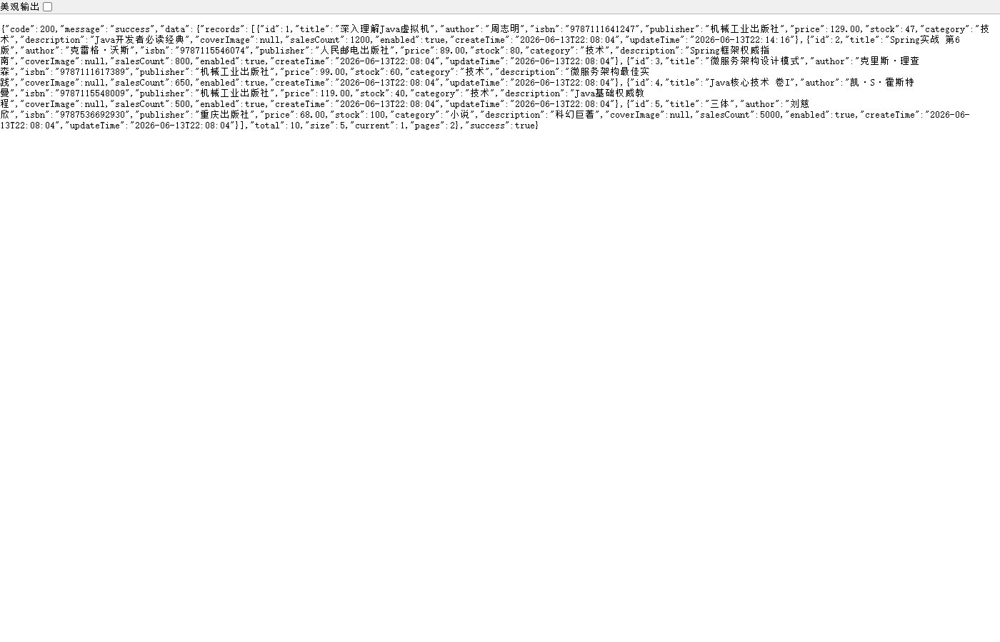 美观输出
{"code":200,"message":"success","data":{"records":[{"id":1,"title":"深入理解Java虚拟机","author":"周志明","isbn":"9787111641247","publisher":"机械工业出版社","price":129.00,"stock":47,"category":"技
术","description":"Java开发者必读经典","coverImage":null,"salesCount":1200,"enabled":true,"createTime":"2026-06-13T22:08:04","updateTime":"2026-06-13T22:14:16"},{"id":2,"title":"Spring实战 第6
版","author":"克雷格·沃斯","isbn":"9787115546074","publisher":"人民邮电出版社","price":89.00,"stock":80,"category":"技术","description":"Spring框架权威指
南","coverImage":null,"salesCount":800,"enabled":true,"createTime":"2026-06-13T22:08:04","updateTime":"2026-06-13T22:08:04"},{"id":3,"title":"微服务架构设计模式","author":"克里斯·理查
森","isbn":"9787111617389","publisher":"机械工业出版社","price":99.00,"stock":60,"category":"技术","description":"微服务架构最佳实
践","coverImage":null,"salesCount":650,"enabled":true,"createTime":"2026-06-13T22:08:04","updateTime":"2026-06-13T22:08:04"},{"id":4,"title":"Java核心技术 卷I","author":"凯·S·霍斯特
曼","isbn":"9787115548009","publisher":"机械工业出版社","price":119.00,"stock":40,"category":"技术","description":"Java基础权威教
程","coverImage":null,"salesCount":500,"enabled":true,"createTime":"2026-06-13T22:08:04","updateTime":"2026-06-13T22:08:04"},{"id":5,"title":"三体","author":"刘慈
欣","isbn":"9787536692930","publisher":"重庆出版社","price":68.00,"stock":100,"category":"小说","description":"科幻巨著","coverImage":null,"salesCount":5000,"enabled":true,"createTime":"2026-06-
13T22:08:04","updateTime":"2026-06-13T22:08:04"}],"total":10,"size":5,"current":1,"pages":2},"success":true}